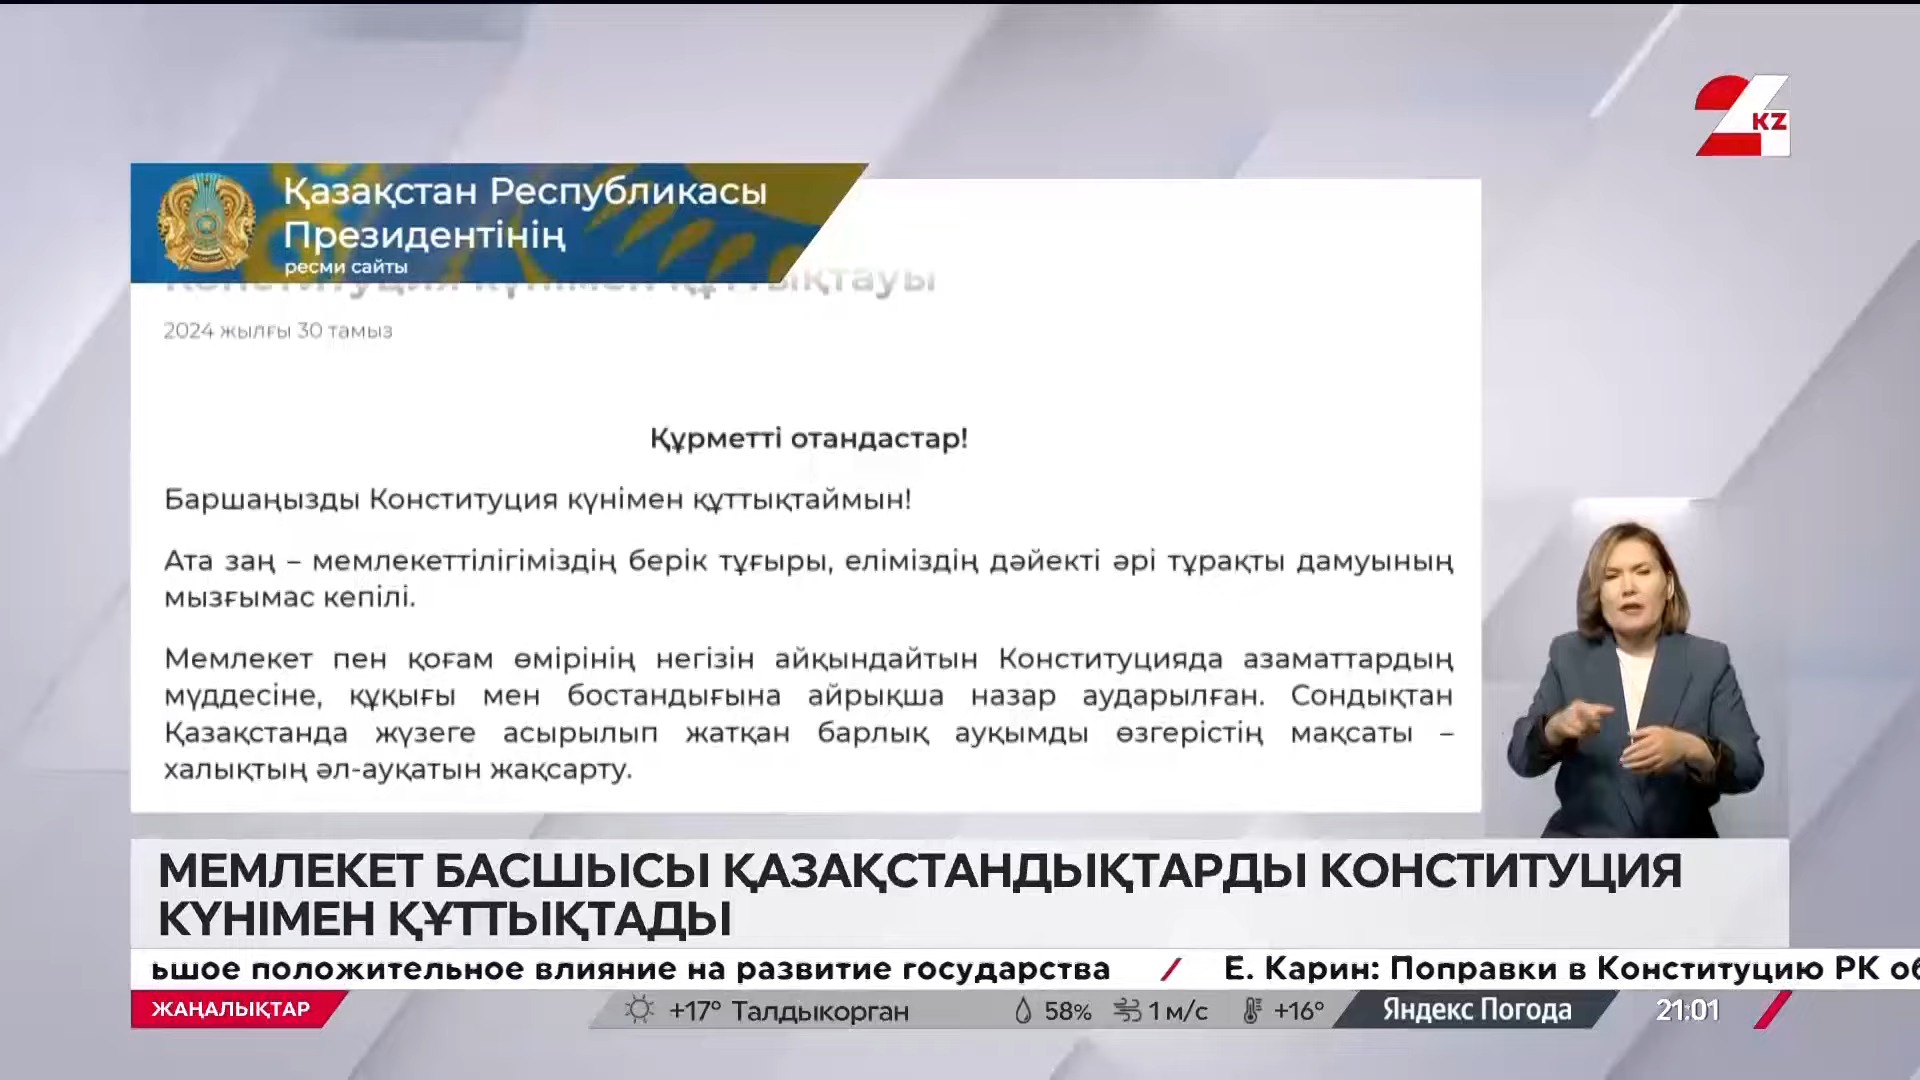 24 KZ
Қазақстан Республикасы
Президентінің
ресми сайты
Конституция күнімен құттықтауы
2024 жылғы 30 тамыз
Құрметті отандастар!
Баршаңызды Конституция күнімен құттықтаймын!
Ата заң – мемлекеттілігіміздің берік тұғыры, еліміздің дәйекті әрі тұрақты дамуының
мызғымас кепілі.
Мемлекет пен қоғам өмірінің негізін айқындайтын Конституцияда азаматтардың
мүддесіне, құқығы мен бостандығына айрықша назар аударылған. Сондықтан
Қазақстанда жүзеге асырылып жатқан барлық ауқымды өзгерістің мақсаты –
халықтың әл-ауқатын жақсарту.
МЕМЛЕКЕТ БАСШЫСЫ ҚАЗАҚСТАНДЫҚТАРДЫ КОНСТИТУЦИЯ
КҮНІМЕН ҚҰТТЫҚТАДЫ
ьшое положительное влияние на развитие государства / Е. Карин: Поправки в Конституцию РК об
ЖАҢАЛЫҚТАР +17° Талдыкорган 58% 1 м/с +16° Яндекс Погода 21:01